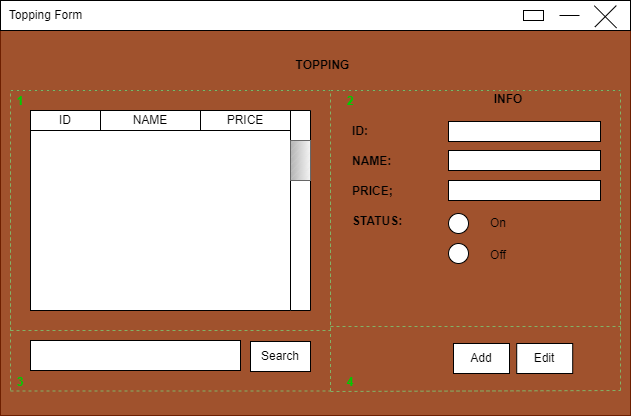 Topping Form
TOPPING
1
ID NAME PRICE
2
INFO
ID:
NAME:
PRICE;
STATUS:
On
Off
Search
3
Add Edit
4